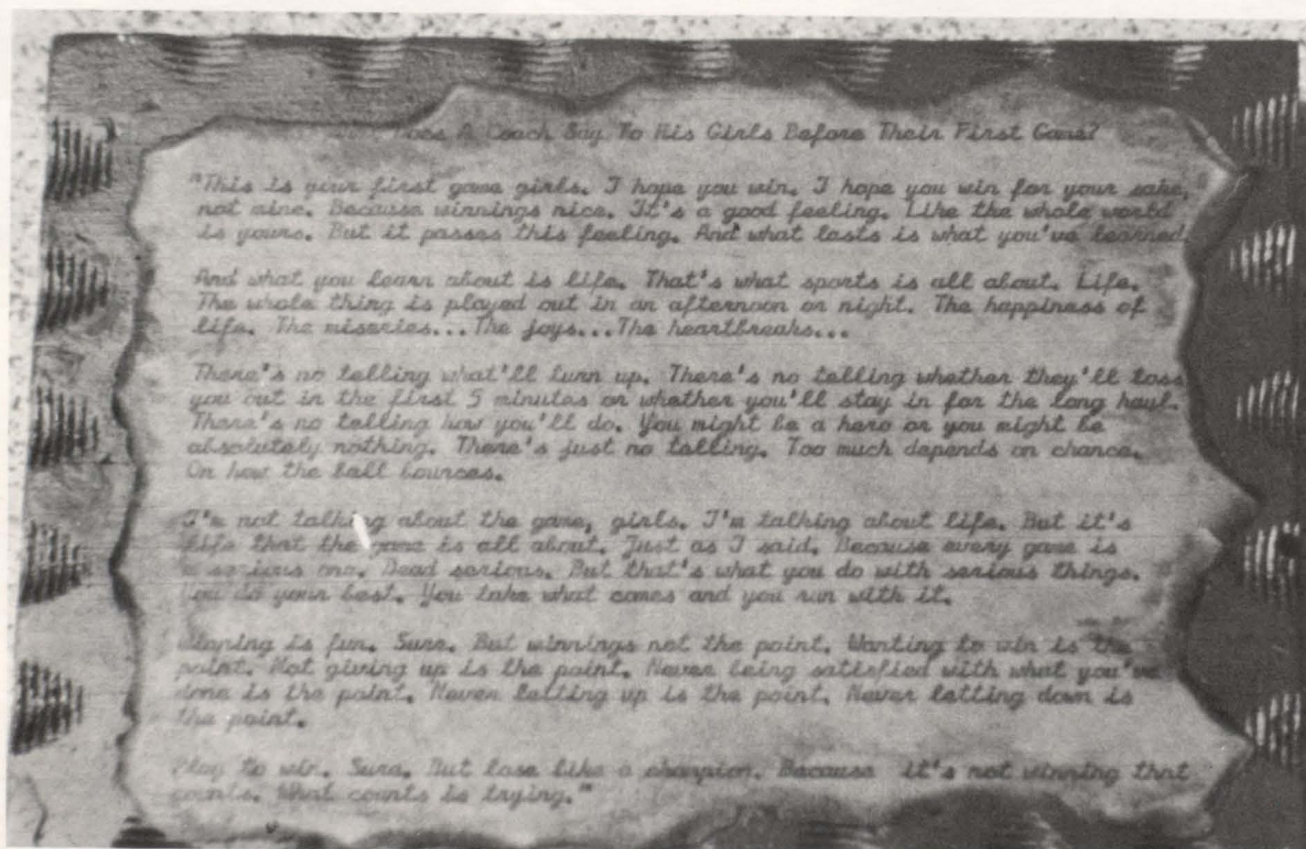 Does A Coach Say To His Girls Before Their First Game?
"This is your first game girls. I hope you win. I hope you win for your sake,
not mine. Because winnings nice. It's a good feeling. Like the whole world
is yours. But it passes this feeling. And what lasts is what you've learned.
And what you learn about is life. That's what sports is all about. Life.
The whole thing is played out in an afternoon or night. The happiness of
life. The miseries...The joys...The heartbreaks...
There's no telling what'll turn up. There's no telling whether they'll toss
you out in the first 5 minutes or whether you'll stay in for the long haul.
There's no telling how you'll do. You might be a hero or you might be
absolutely nothing. There's just no telling. Too much depends on chance.
On how the ball bounces.
I'm not talking about the game, girls. I'm talking about life. But it's
life that the game is all about. Just as I said. Because every game is
a serious one. Dead serious. But that's what you do with serious things.
You do your best. You take what comes and you run with it.
Playing is fun. Sure. But winnings not the point. Wanting to win is the
point. Not giving up is the point. Never being satisfied with what you've
done is the point. Never letting up is the point. Never letting down is
the point.
Play to win. Sure. But lose like a champion. Because it's not winning that
counts. What counts is trying."